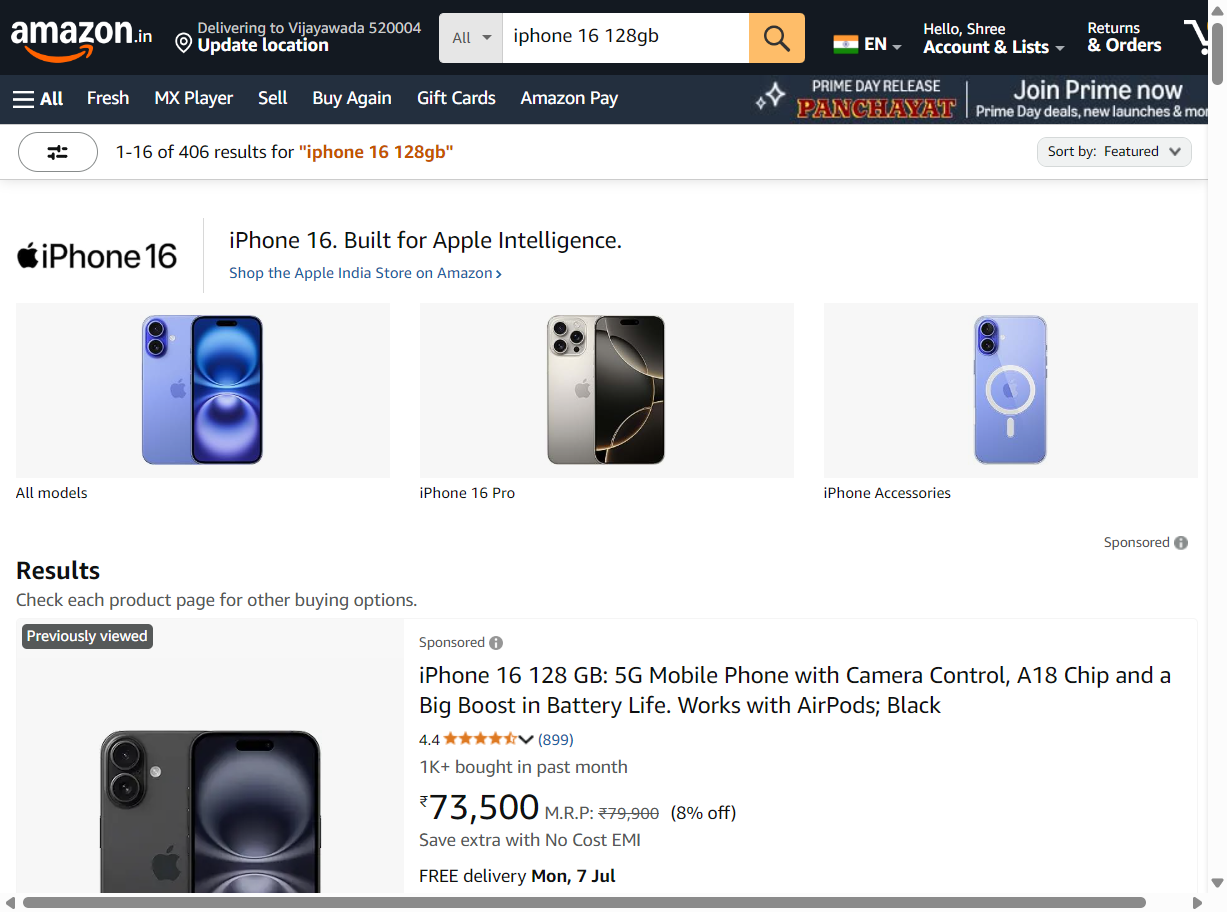 amazon.in
Delivering to Vijayawada 520004
Update location
All
iphone 16 128gb
EN
Hello, Shree
Account & Lists
Returns
& Orders
All
Fresh
MX Player
Sell
Buy Again
Gift Cards
Amazon Pay
PRIME DAY RELEASE
PANCHAYAT
Join Prime now
Prime Day deals, new launches & mor
1-16 of 406 results for "iphone 16 128gb"
Sort by: Featured
iPhone 16
iPhone 16. Built for Apple Intelligence.
Shop the Apple India Store on Amazon ›
All models
iPhone 16 Pro
iPhone Accessories
Sponsored
Results
Check each product page for other buying options.
Previously viewed
Sponsored
iPhone 16 128 GB: 5G Mobile Phone with Camera Control, A18 Chip and a
Big Boost in Battery Life. Works with AirPods; Black
4.4 (899)
1K+ bought in past month
₹73,500 M.R.P: ₹79,900 (8% off)
Save extra with No Cost EMI
FREE delivery Mon, 7 Jul